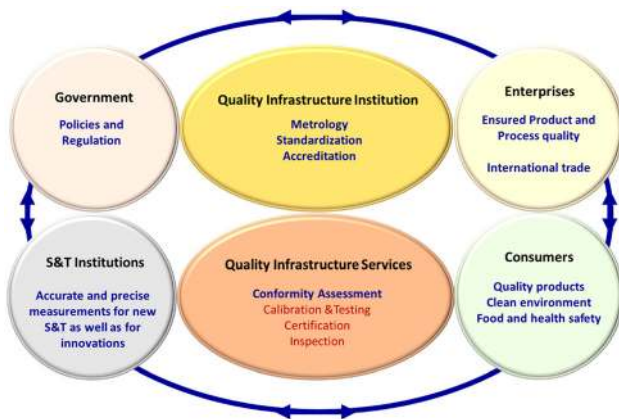 Government
Policies and
Regulation
Quality Infrastructure Institution
Metrology
Standardization
Accreditation
Enterprises
Ensured Product and
Process quality
International trade
S&T Institutions
Accurate and precise
measurements for new
S&T as well as for
innovations
Quality Infrastructure Services
Conformity Assessment
Calibration &Testing
Certification
Inspection
Consumers
Quality products
Clean environment
Food and health safety